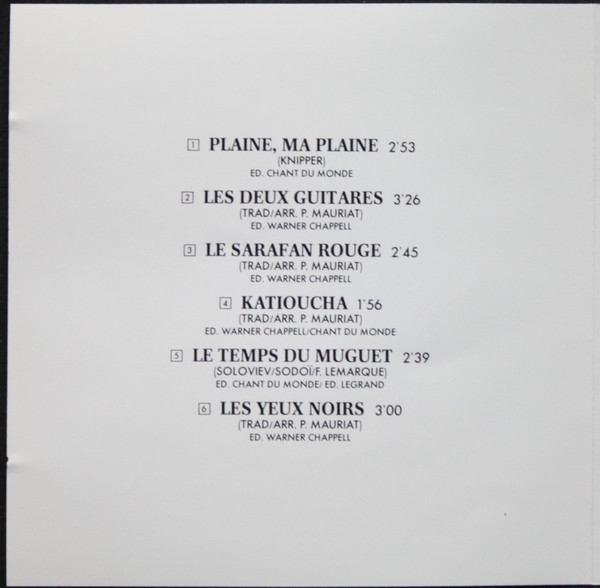 1 PLAINE, MA PLAINE 2'53
(KNIPPER)
ED. CHANT DU MONDE
2 LES DEUX GUITARES 3'26
(TRAD/ARR. P. MAURIAT)
ED. WARNER CHAPPELL
3 LE SARAFAN ROUGE 2'45
(TRAD/ARR. P. MAURIAT)
ED. WARNER CHAPPELL
4 KATIOUCHA 1'56
(TRAD/ARR. P. MAURIAT)
ED. WARNER CHAPPELL/CHANT DU MONDE
5 LE TEMPS DU MUGUET 2'39
(SOLOVIEV/SODOÏ/F. LEMARQUE)
ED. CHANT DU MONDE/ ED. LEGRAND
6 LES YEUX NOIRS 3'00
(TRAD/ARR. P. MAURIAT)
ED. WARNER CHAPPELL